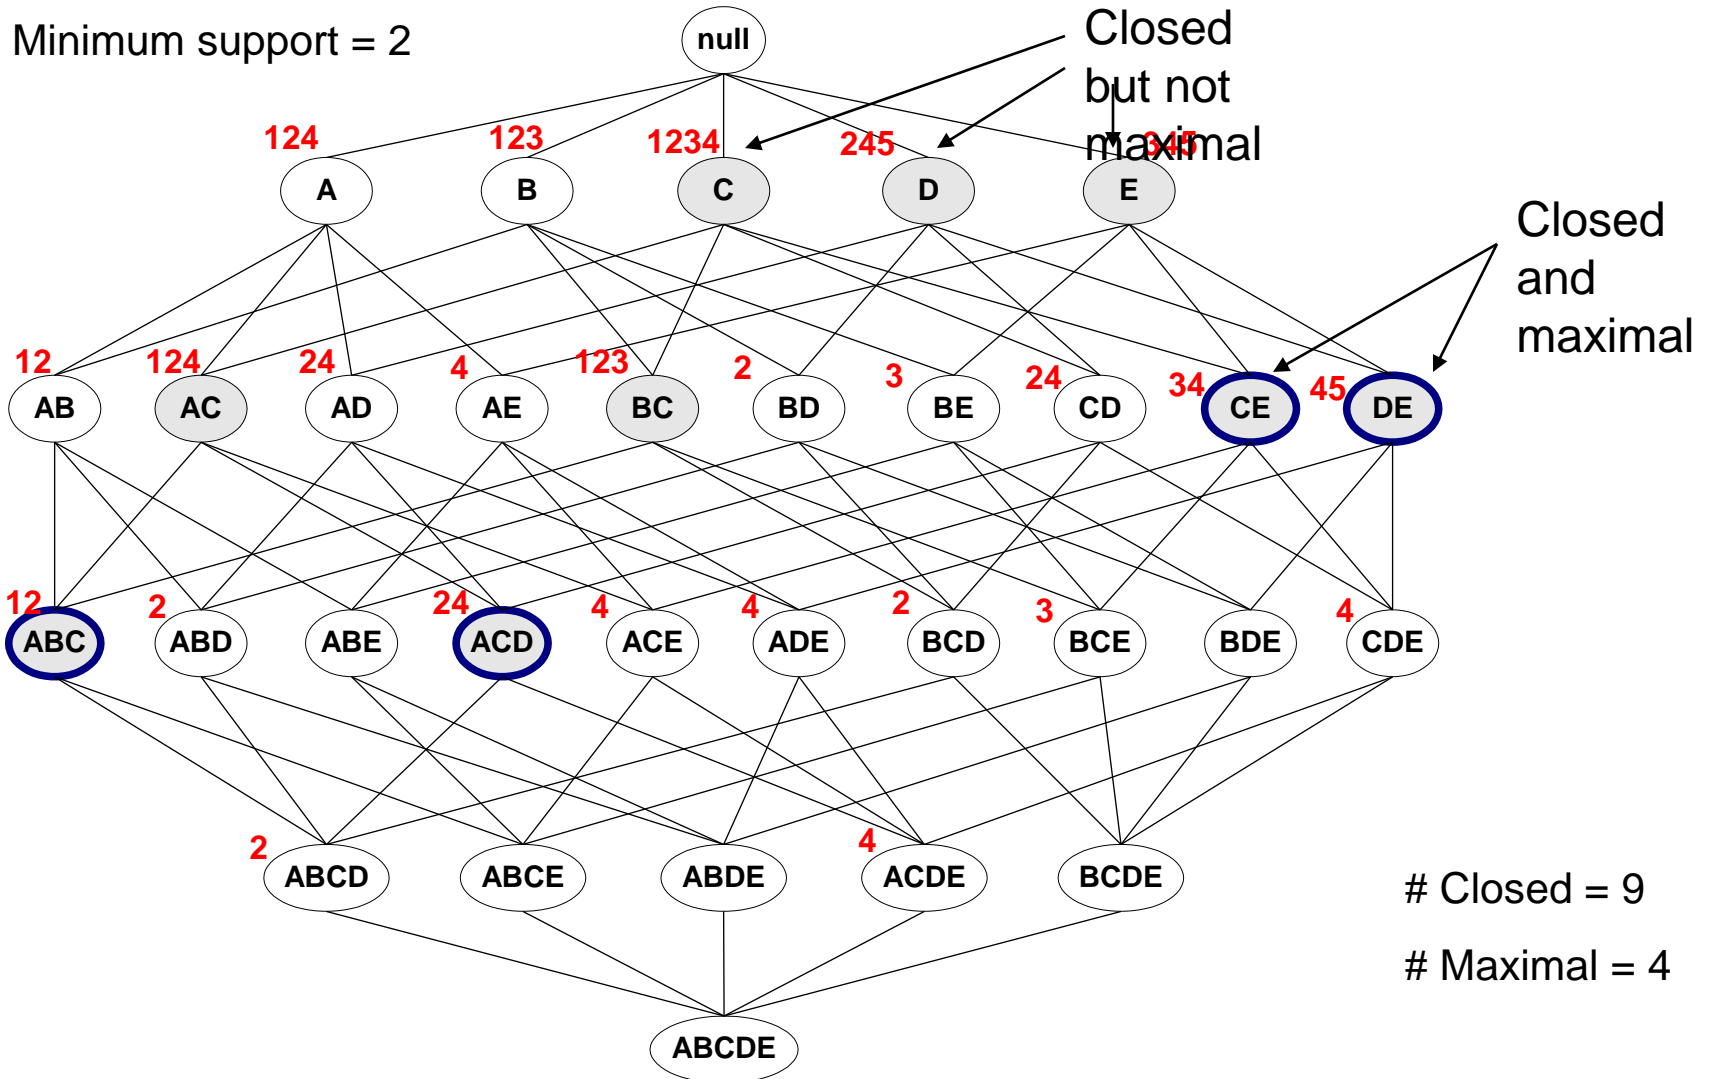 Minimum support = 2
null
Closed
but not
maximal
124
123
1234
245
345
A
B
C
D
E
Closed
and
maximal
12
124
24
4
123
2
3
24
34
45
AB
AC
AD
AE
BC
BD
BE
CD
CE
DE
12
2
24
4
4
2
3
4
ABC
ABD
ABE
ACD
ACE
ADE
BCD
BCE
BDE
CDE
2
4
ABCD
ABCE
ABDE
ACDE
BCDE
# Closed = 9
# Maximal = 4
ABCDE